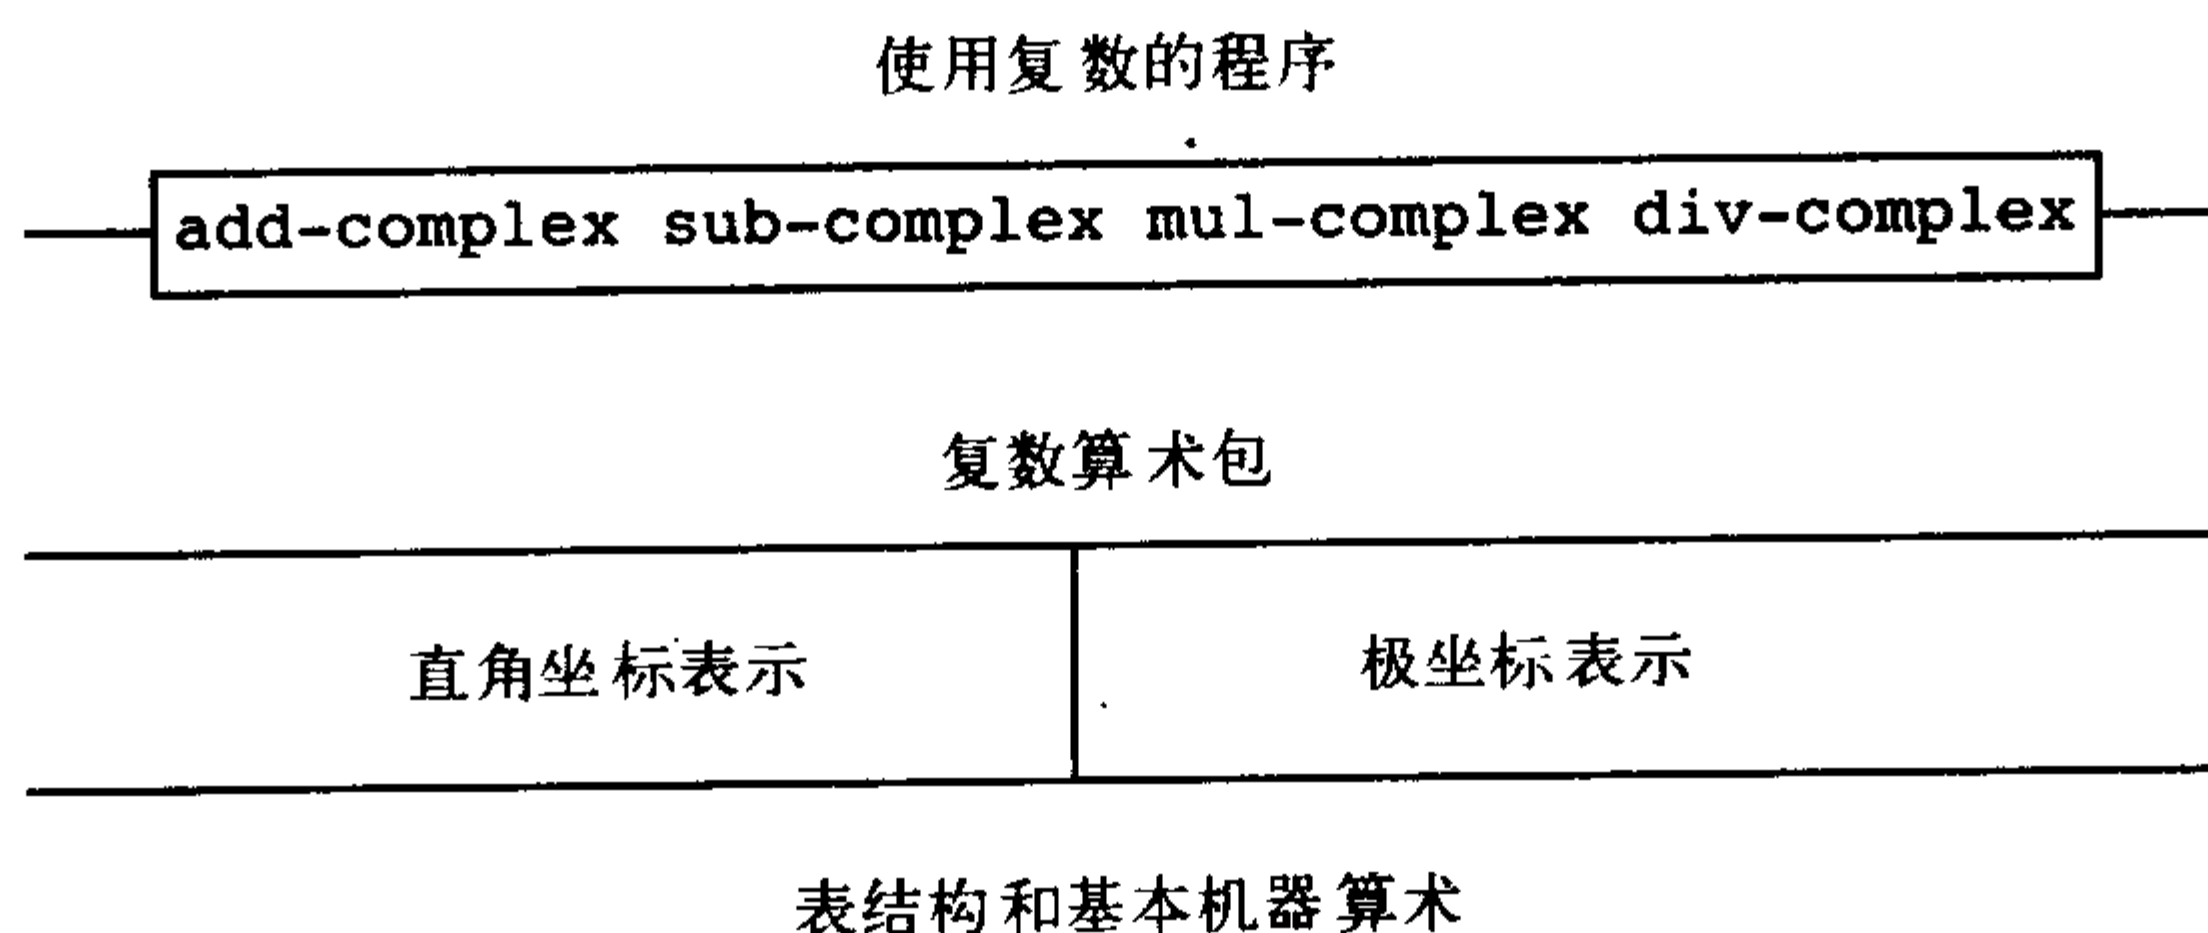 使用复数的程序
add-complex sub-complex mul-complex div-complex
复数算术包
直角坐标表示 极坐标表示
表结构和基本机器算术